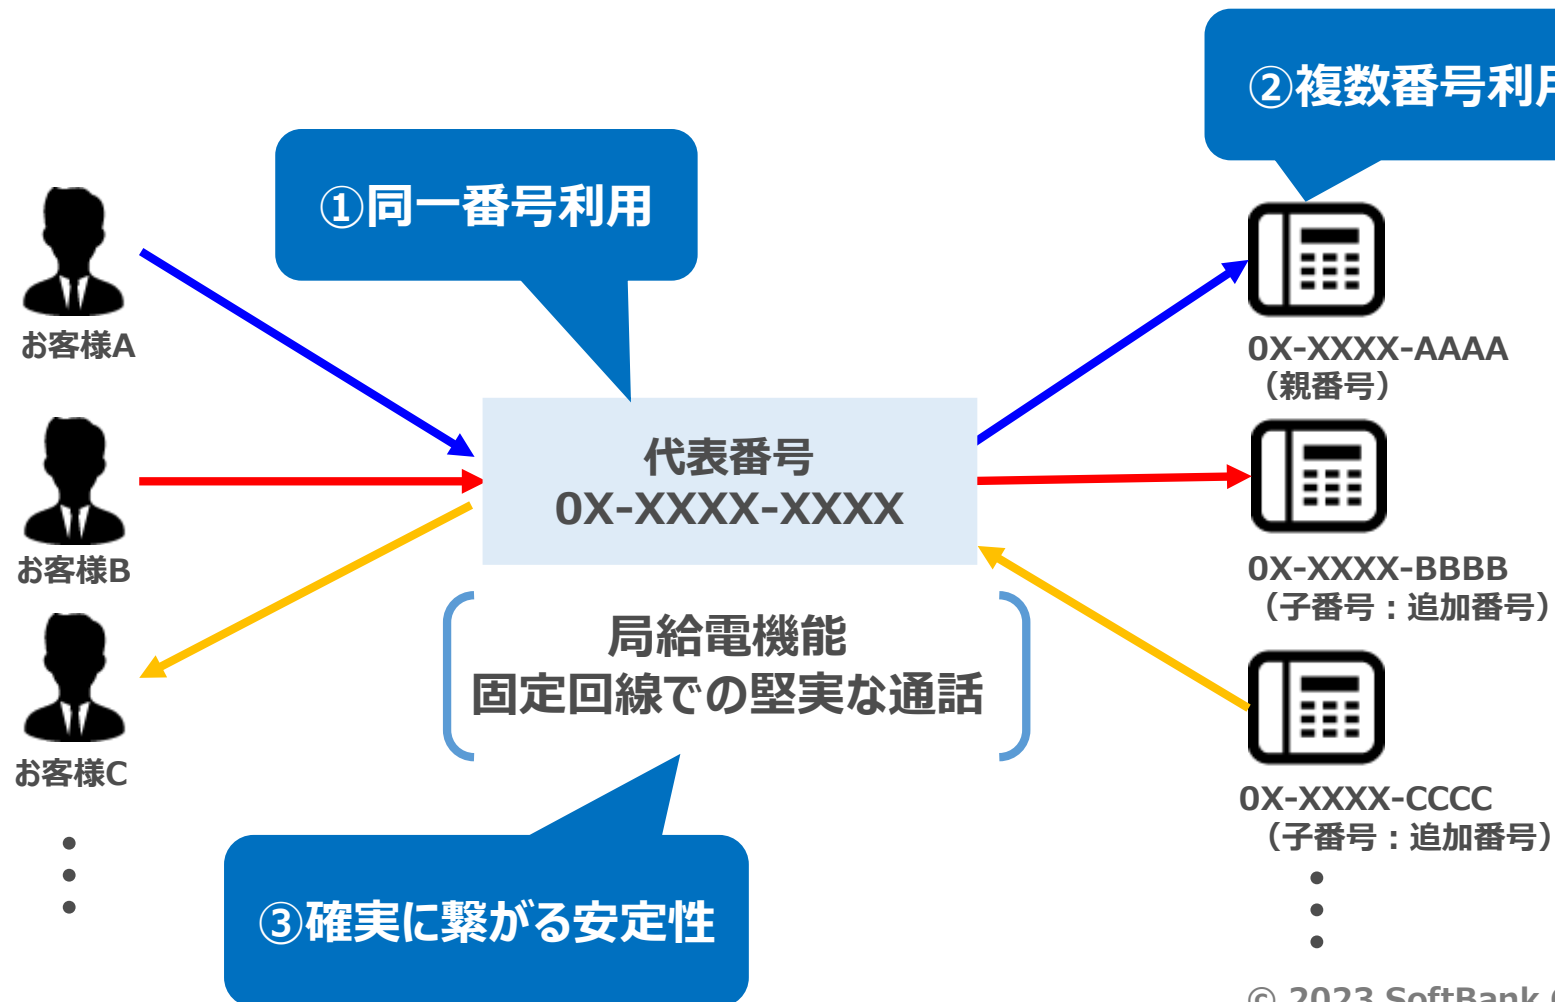 ②複数番号利用
①同一番号利用
お客様A
お客様B
お客様C
代表番号
0X-XXXX-XXXX
局給電機能
固定回線での堅実な通話
③確実に繋がる安定性
0X-XXXX-AAAA
（親番号）
0X-XXXX-BBBB
（子番号：追加番号）
0X-XXXX-CCCC
（子番号：追加番号）
© 2023 SoftBank